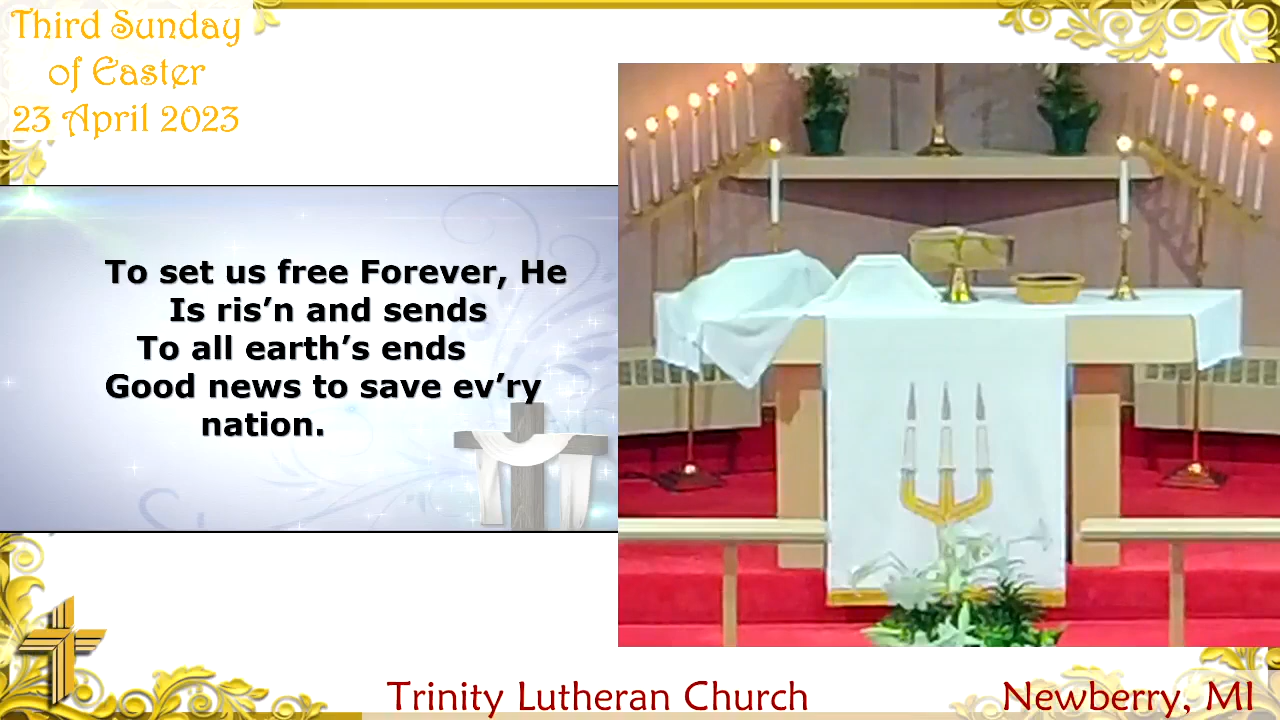 Third Sunday
of Easter
23 April 2023
To set us free Forever, He
Is ris’n and sends
To all earth’s ends
Good news to save ev’ry
nation.
Trinity Lutheran Church
Newberry, MI